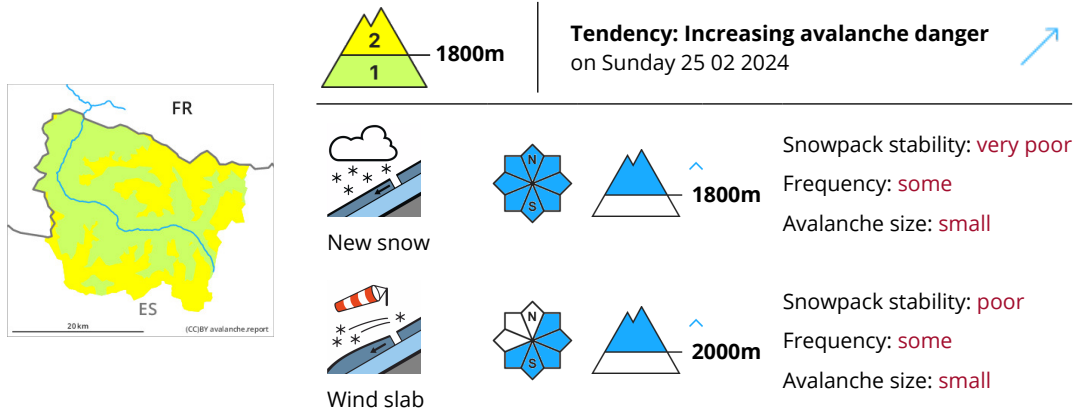 2
1
1800m
Tendency: Increasing avalanche danger
on Sunday 25 02 2024
FR
ES
20 km
(CC)BY avalanche.report
New snow
N
S
1800m
Snowpack stability: very poor
Frequency: some
Avalanche size: small
Wind slab
N
S
2000m
Snowpack stability: poor
Frequency: some
Avalanche size: small